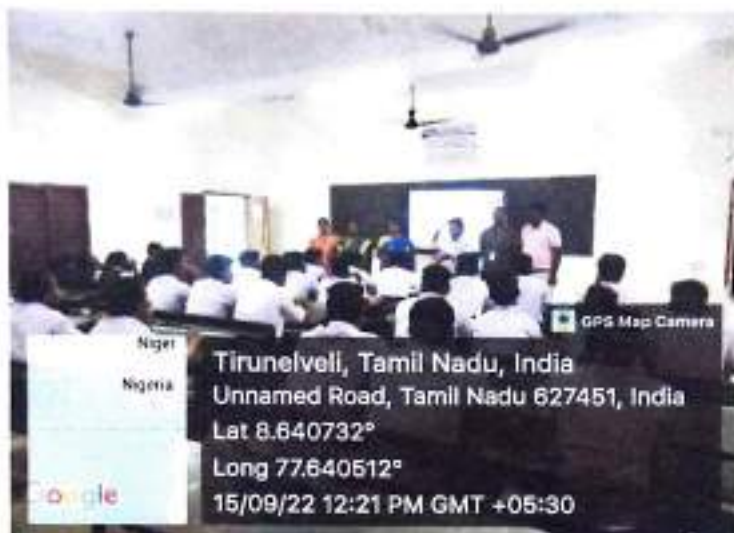 GPS Map Camera
Niger
Nigeria
Google
Tirunelveli, Tamil Nadu, India
Unnamed Road, Tamil Nadu 627451, India
Lat 8.640732°
Long 77.640512°
15/09/22 12:21 PM GMT +05:30